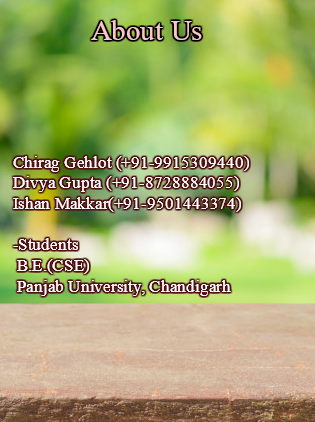 About Us
Chirag Gehlot (+91-9915309440)
Divya Gupta (+91-8728884055)
Ishan Makkar(+91-9501443374)
-Students
B.E.(CSE)
Panjab University, Chandigarh